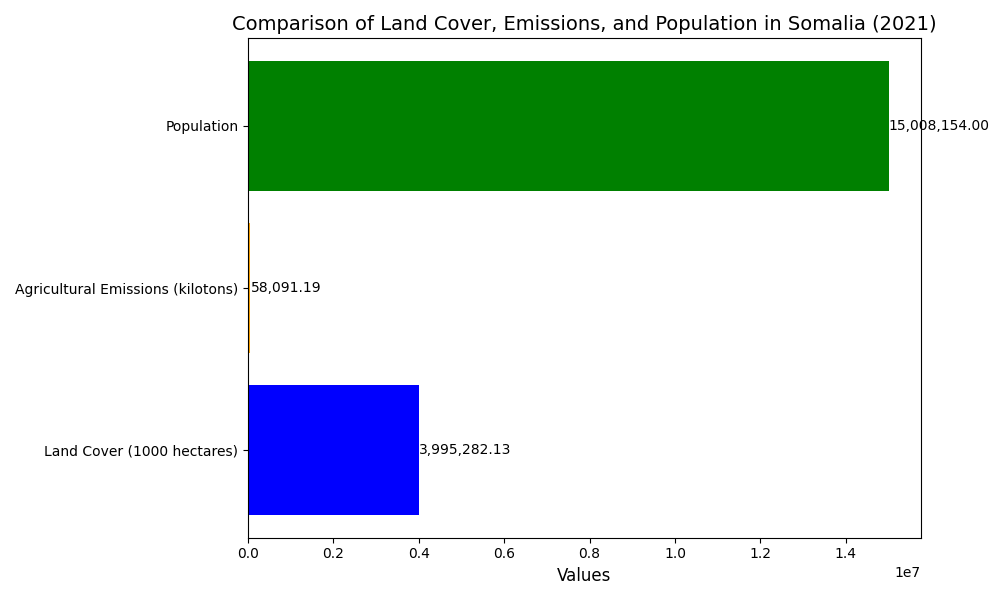 Comparison of Land Cover, Emissions, and Population in Somalia (2021)
Population
15,008,154.00
Agricultural Emissions (kilotons)
58,091.19
Land Cover (1000 hectares)
3,995,282.13
0.0 0.2 0.4 0.6 0.8 1.0 1.2 1.4
1e7
Values